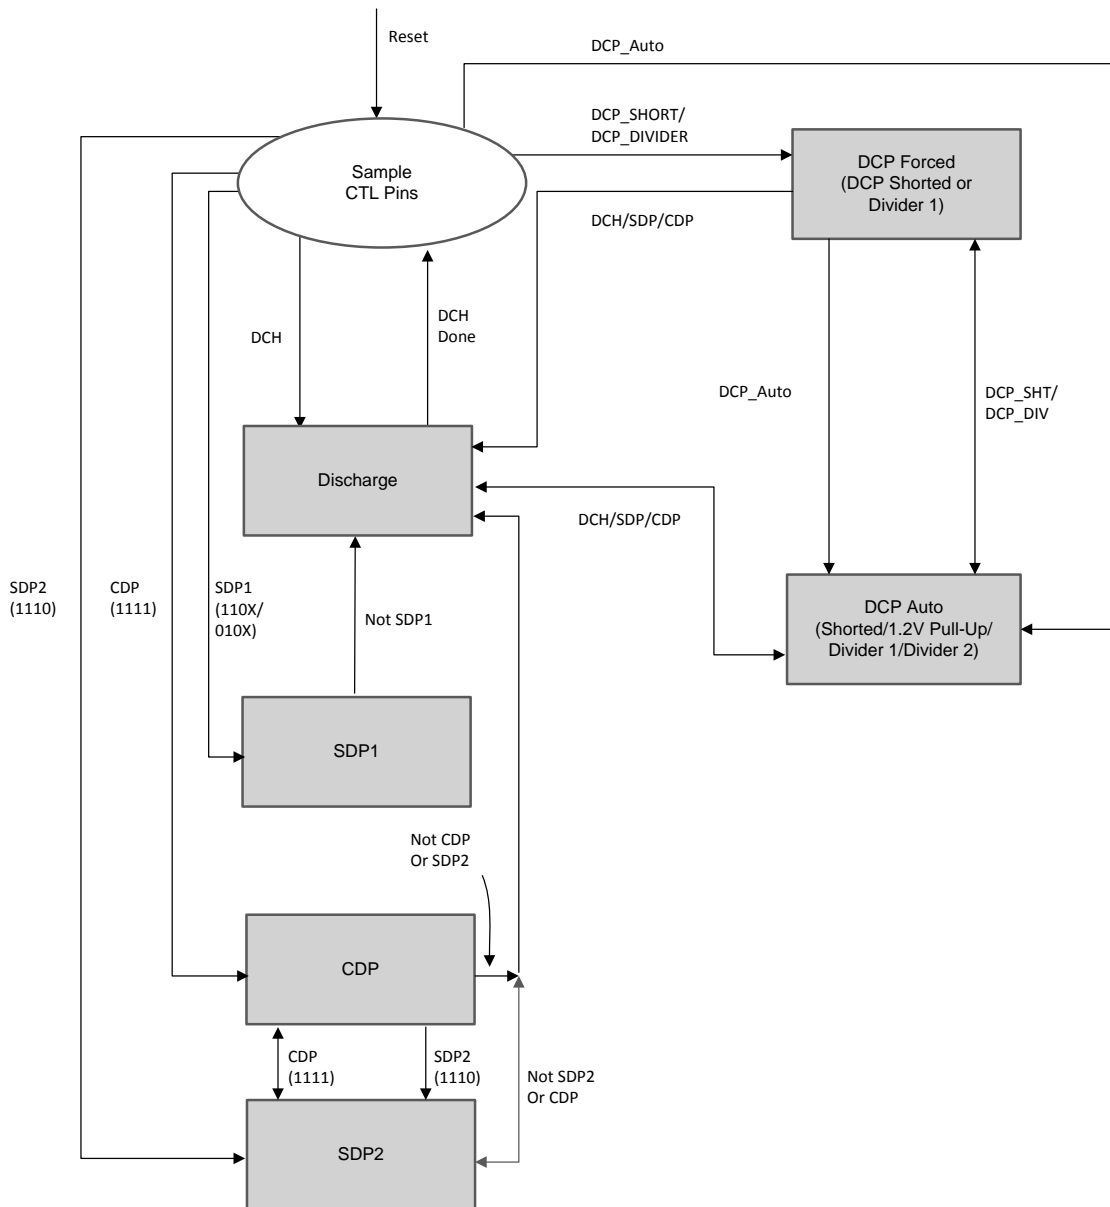 Reset
DCP_Auto
DCP_SHORT/
DCP_DIVIDER
Sample
CTL Pins
DCP Forced
(DCP Shorted or
Divider 1)
DCH/SDP/CDP
DCH
DCH
Done
DCP_Auto
DCP_SHT/
DCP_DIV
Discharge
DCH/SDP/CDP
SDP2
(1110)
CDP
(1111)
SDP1
(110X/
010X)
Not SDP1
DCP Auto
(Shorted/1.2V Pull-Up/
Divider 1/Divider 2)
SDP1
Not CDP
Or SDP2
CDP
CDP
(1111)
SDP2
(1110)
Not SDP2
Or CDP
SDP2